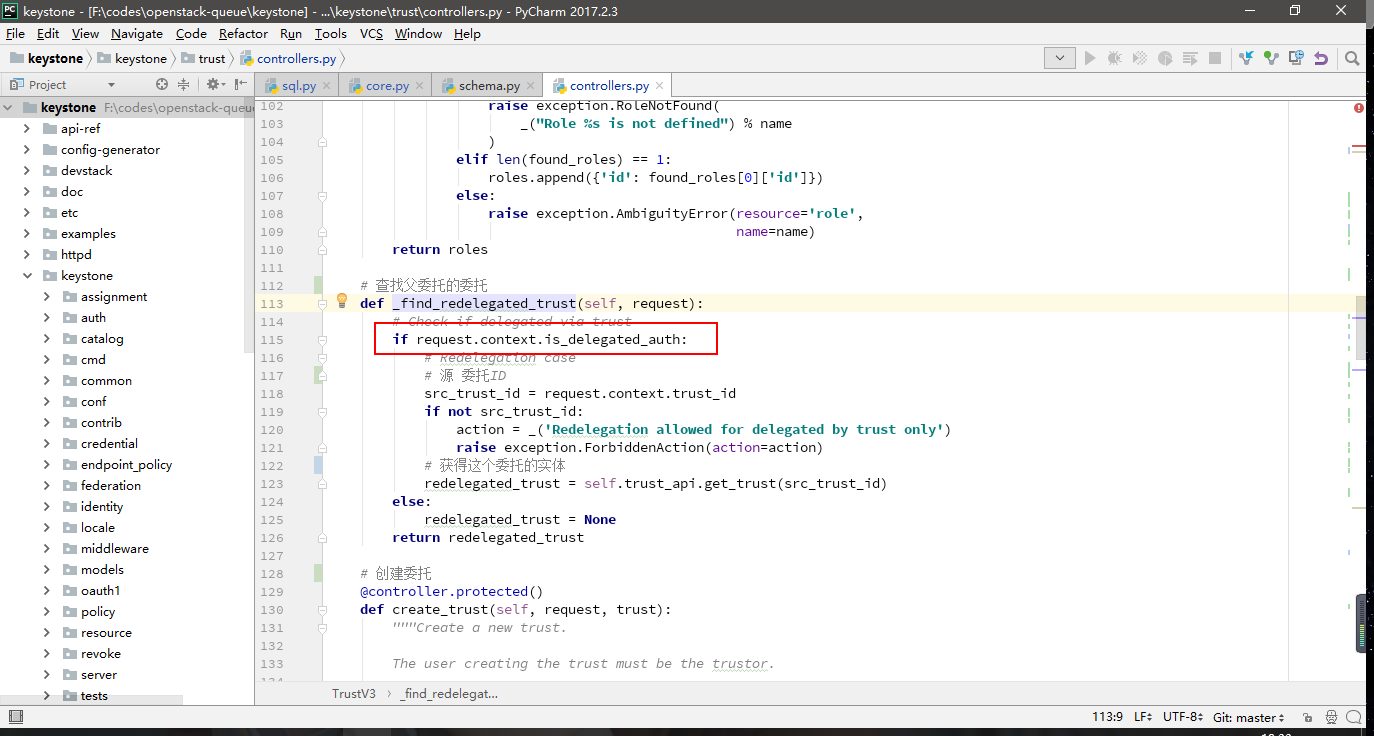 keystone - [F:\codes\openstack-queue\keystone] - ...\keystone\trust\controllers.py - PyCharm 2017.2.3
File Edit View Navigate Code Refactor Run Tools VCS Window Help
keystone keystone trust controllers.py
Project
sql.py core.py schema.py controllers.py
keystone F:\codes\openstack-queue
api-ref
config-generator
devstack
doc
etc
examples
httpd
keystone
assignment
auth
catalog
cmd
common
conf
contrib
credential
endpoint_policy
federation
identity
locale
middleware
models
oauth1
policy
resource
revoke
server
tests
102 raise exception.RoleNotFound(
103 _("Role %s is not defined") % name
104 )
105 elif len(found_roles) == 1:
106 roles.append({'id': found_roles[0]['id']})
107 else:
108 raise exception.AmbiguityError(resource='role',
109 name=name)
110 return roles
111
112 # 查找父委托的委托
113 def _find_redelegated_trust(self, request):
114 # Check if delegated via trust
115 if request.context.is_delegated_auth:
116 # Redelegation case
117 # 源 委托ID
118 src_trust_id = request.context.trust_id
119 if not src_trust_id:
120 action = _('Redelegation allowed for delegated by trust only')
121 raise exception.ForbiddenAction(action=action)
122 # 获得这个委托的实体
123 redelegated_trust = self.trust_api.get_trust(src_trust_id)
124 else:
125 redelegated_trust = None
126 return redelegated_trust
127
128 # 创建委托
129 @controller.protected()
130 def create_trust(self, request, trust):
131 """Create a new trust.
132
133 The user creating the trust must be the trustor.
TrustV3 _find_redelegat...
113:9 LF UTF-8 Git: master